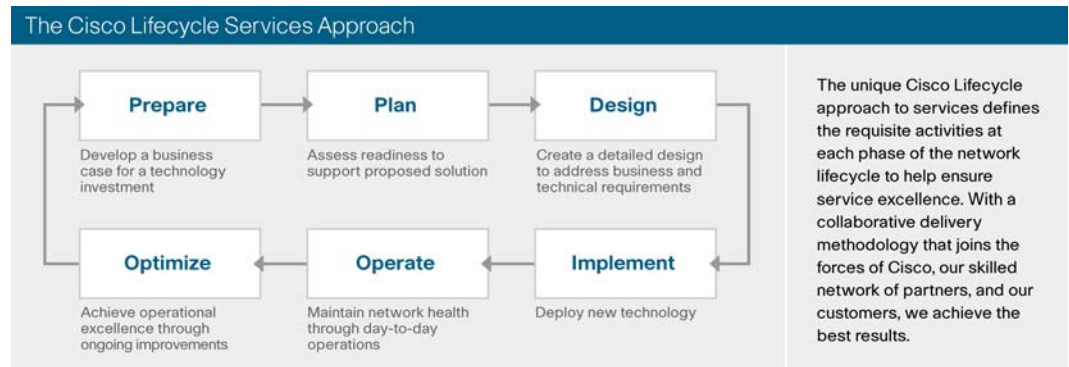 The Cisco Lifecycle Services Approach
Prepare
Develop a business
case for a technology
investment
Plan
Assess readiness to
support proposed solution
Design
Create a detailed design
to address business and
technical requirements
Optimize
Achieve operational
excellence through
ongoing improvements
Operate
Maintain network health
through day-to-day
operations
Implement
Deploy new technology
The unique Cisco Lifecycle
approach to services defines
the requisite activities at
each phase of the network
lifecycle to help ensure
service excellence. With a
collaborative delivery
methodology that joins the
forces of Cisco, our skilled
network of partners, and our
customers, we achieve the
best results.